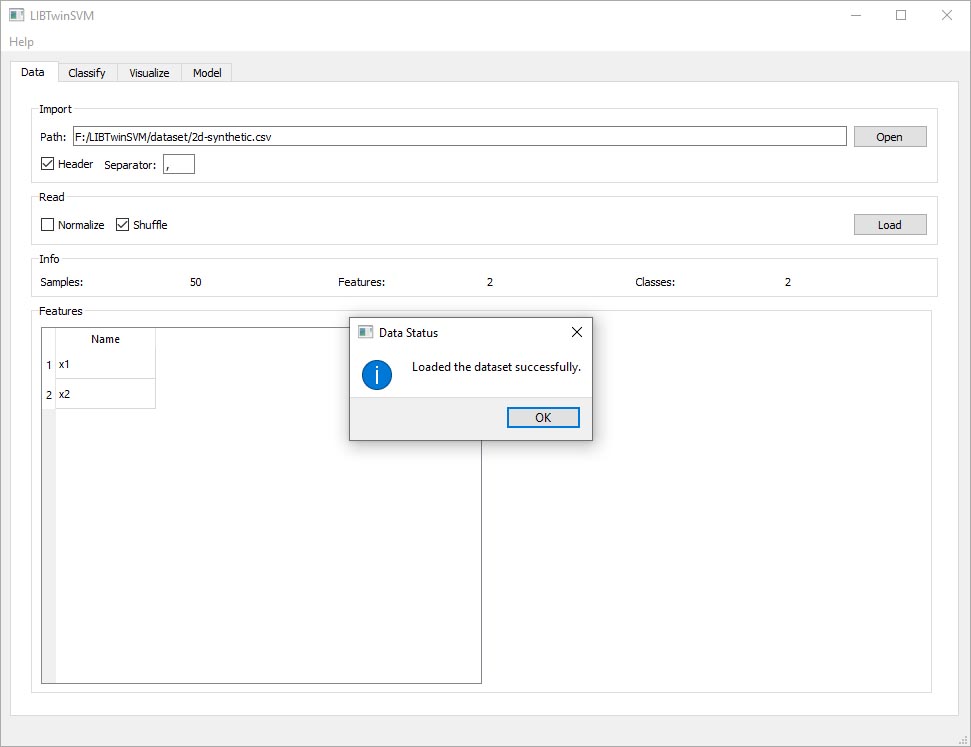 LIBTwinSVM
Help
Data Classify Visualize Model
Import
Path: F:/LIBTwinSVM/dataset/2d-synthetic.csv Open
Header Separator: ,
Read
Normalize Shuffle Load
Info
Samples: 50 Features: 2 Classes: 2
Features
Name
1 x1
2 x2
Data Status
Loaded the dataset successfully.
OK